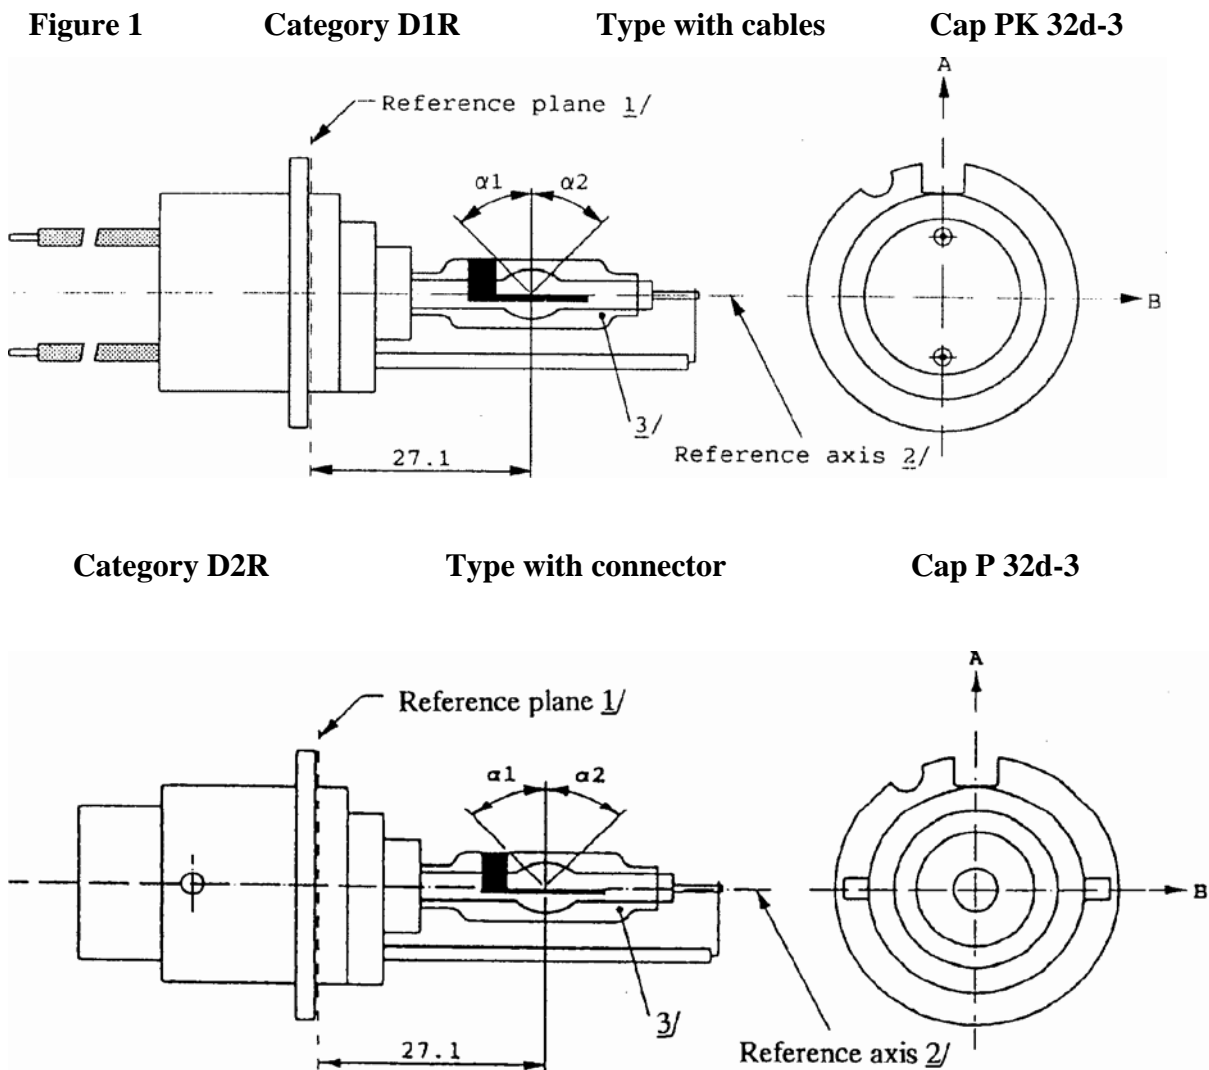 Figure 1 Category D1R Type with cables Cap PK 32d-3
A
Reference plane 1/
α1 α2
B
3/
Reference axis 2/
27.1
Category D2R Type with connector Cap P 32d-3
A
Reference plane 1/
α1 α2
B
3/
27.1
Reference axis 2/